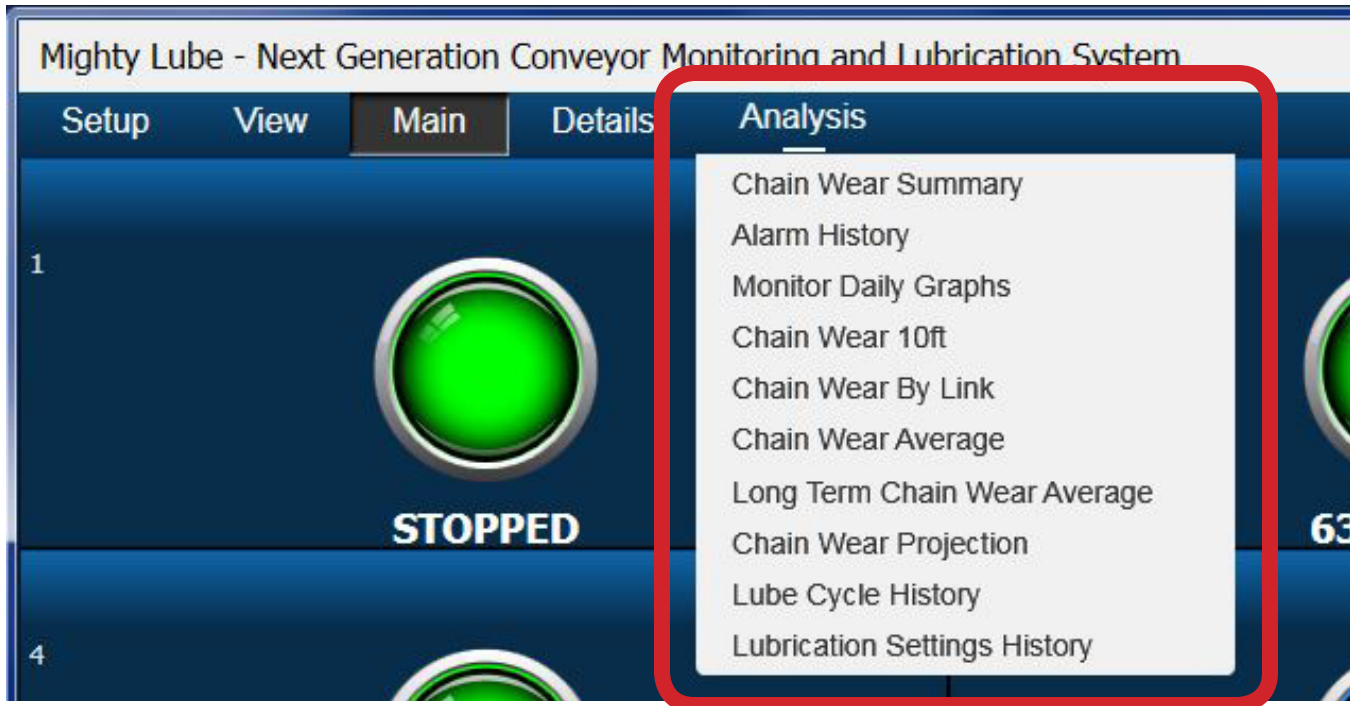 Mighty Lube - Next Generation Conveyor Monitoring and Lubrication System
Setup View Main Details Analysis
Chain Wear Summary
Alarm History
1
Monitor Daily Graphs
Chain Wear 10ft
Chain Wear By Link
Chain Wear Average
Long Term Chain Wear Average
STOPPED
63
Chain Wear Projection
Lube Cycle History
Lubrication Settings History
4